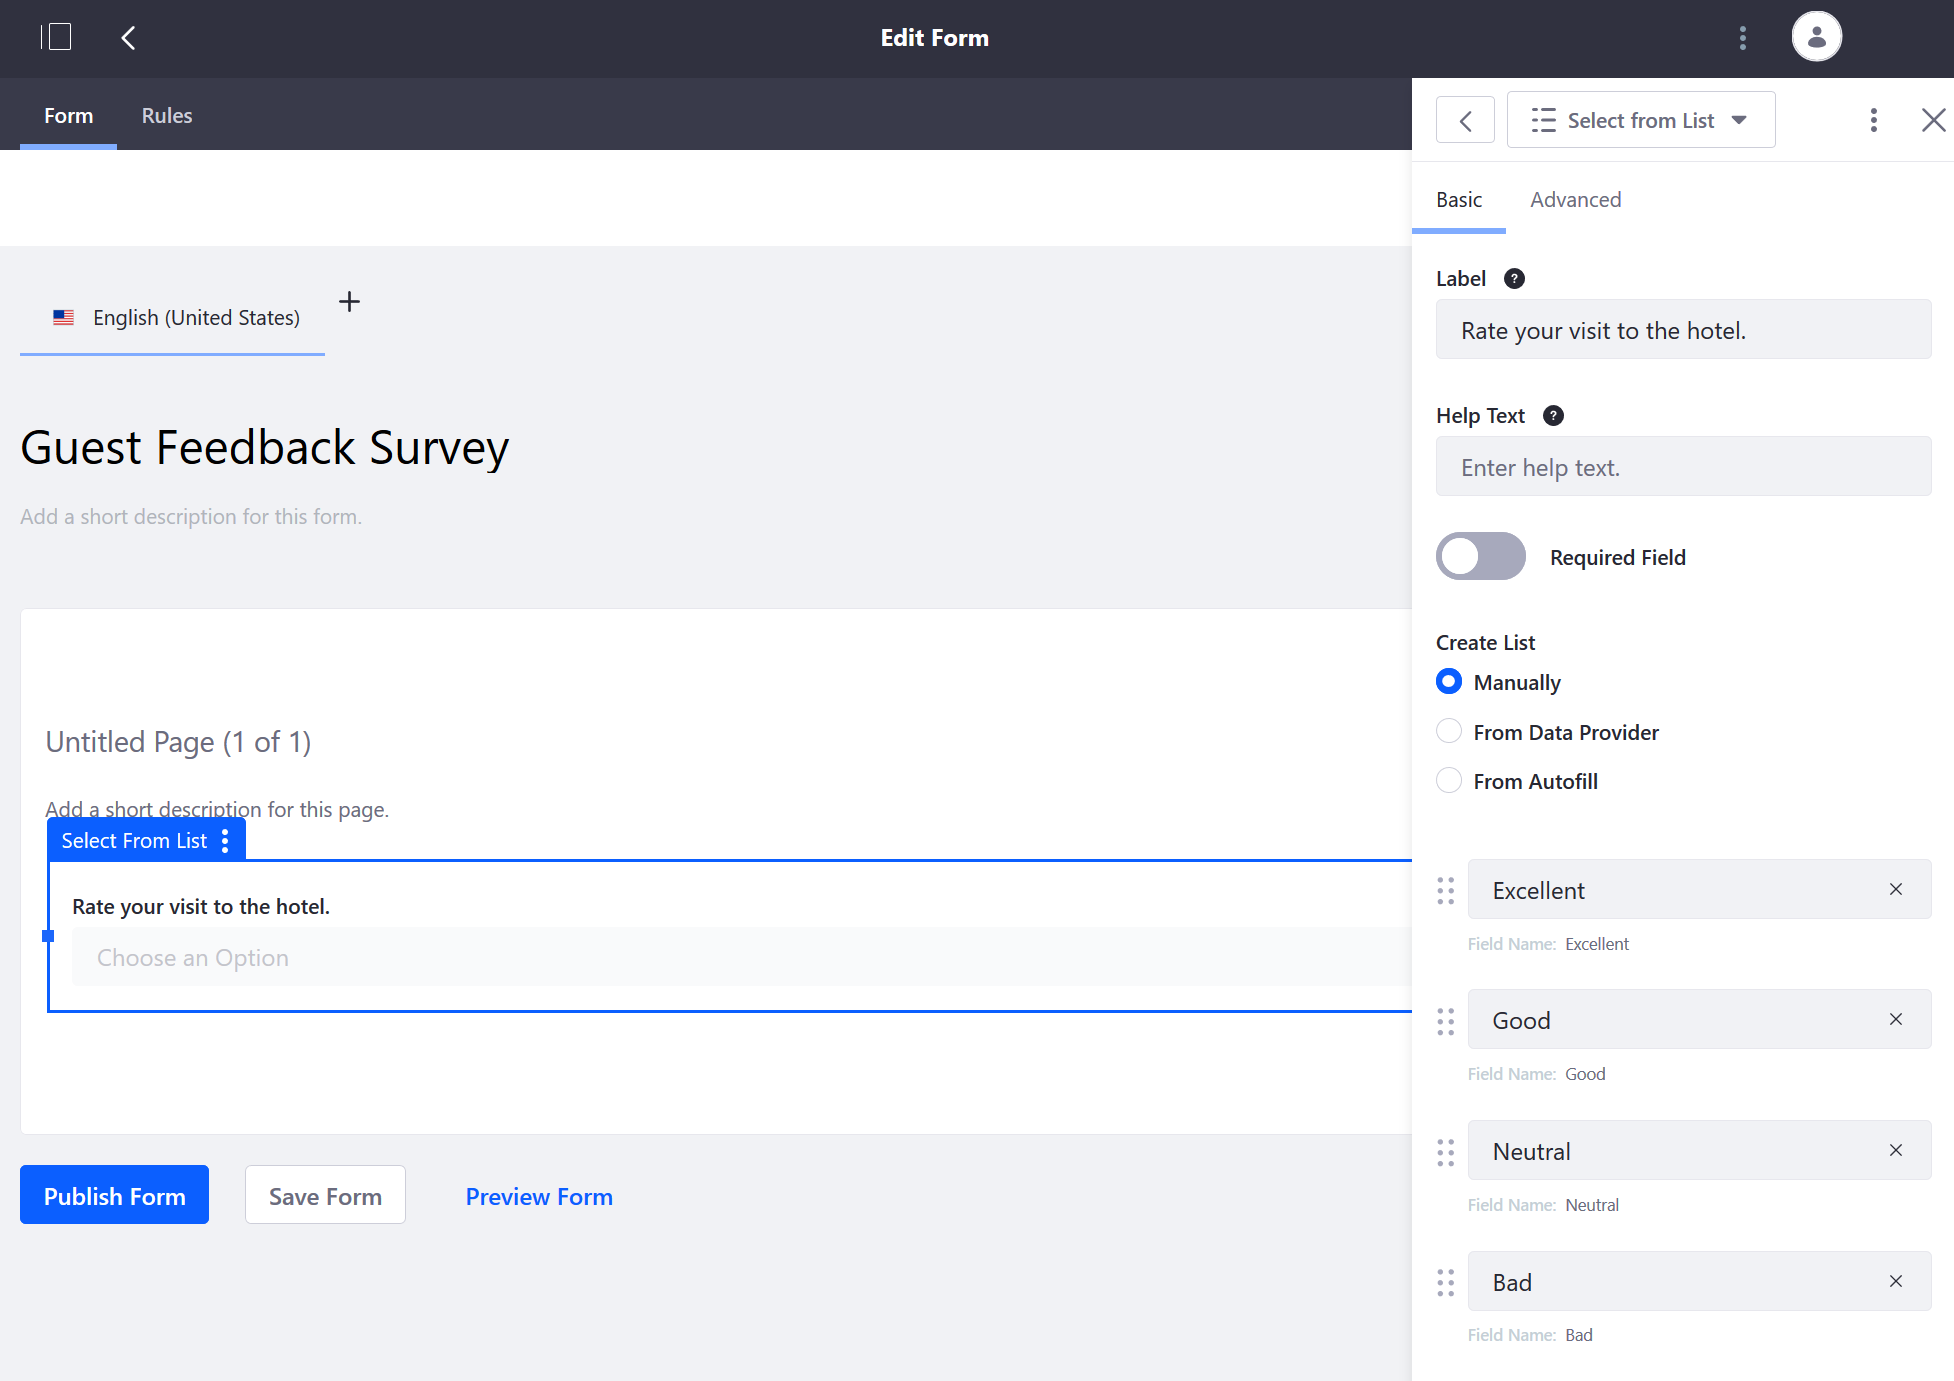 Edit Form
Form
Rules
English (United States)
Guest Feedback Survey
Add a short description for this form.
Untitled Page (1 of 1)
Add a short description for this page.
Select From List
Rate your visit to the hotel.
Choose an Option
Publish Form
Save Form
Preview Form
Select from List
Basic
Advanced
Label
Rate your visit to the hotel.
Help Text
Enter help text.
Required Field
Create List
Manually
From Data Provider
From Autofill
Excellent
Field Name: Excellent
Good
Field Name: Good
Neutral
Field Name: Neutral
Bad
Field Name: Bad